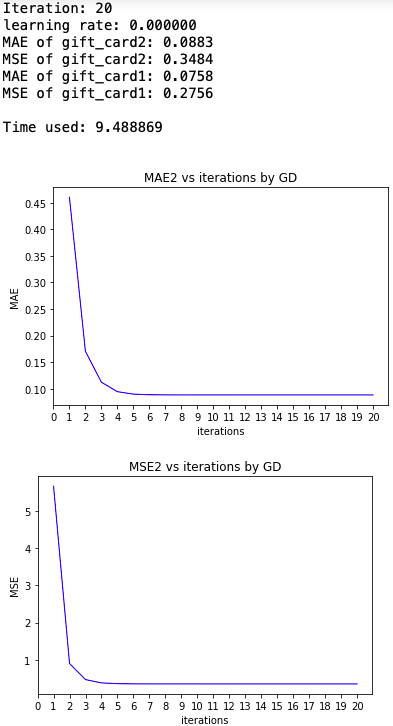 Iteration: 20
learning rate: 0.000000
MAE of gift_card2: 0.0883
MSE of gift_card2: 0.3484
MAE of gift_card1: 0.0758
MSE of gift_card1: 0.2756
Time used: 9.488869
MAE2 vs iterations by GD
0.45
0.40
0.35
0.30
0.25
0.20
0.15
0.10
MAE
0 1 2 3 4 5 6 7 8 9 10 11 12 13 14 15 16 17 18 19 20
iterations
MSE2 vs iterations by GD
5
4
3
2
1
MSE
0 1 2 3 4 5 6 7 8 9 10 11 12 13 14 15 16 17 18 19 20
iterations